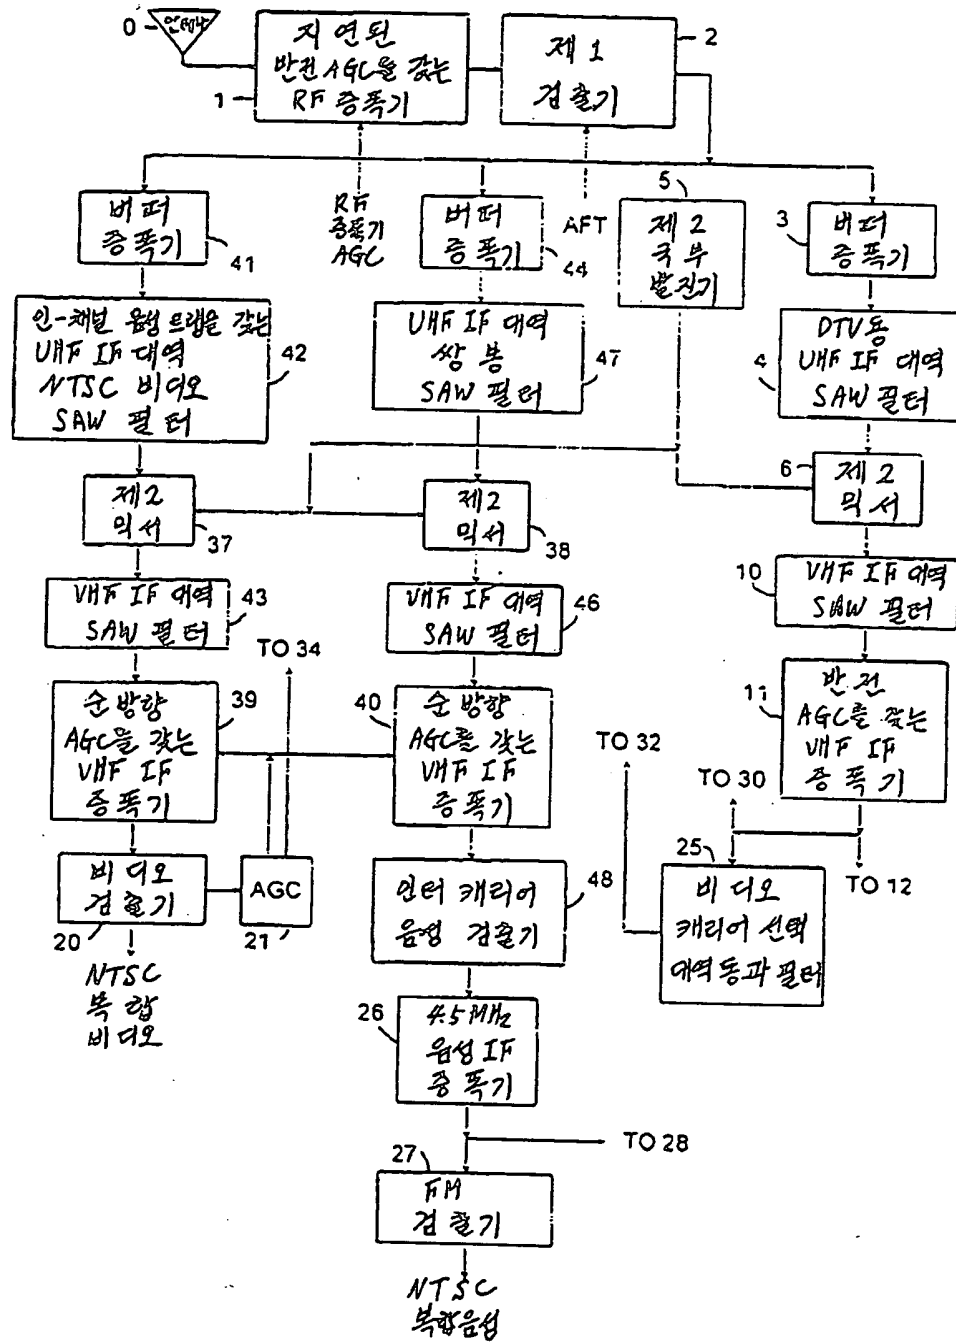 0
안테나
지연된
반전 AGC을 갖는
RF 증폭기
1
제 1
검출기
2
버퍼
증폭기
41
RF
증폭기
AGC
버퍼
증폭기
44
AFT
5
제 2
국부
발진기
3
버퍼
증폭기
인-채널 음성 트랩을 갖는
UHF IF 대역
NTSC 비디오
SAW 필터
42
UHF IF 대역
쌍봉
SAW 필터
47
DTV용
UHF IF 대역
SAW 필터
4
제2
믹서
37
제2
믹서
38
6
제 2
믹서
VHF IF 대역
SAW 필터
43
VHF IF 대역
SAW 필터
46
10
VHF IF 대역
SAW 필터
TO 34
순방향
AGC을 갖는
VHF IF
증폭기
39
40
순방향
AGC를 갖는
VHF IF
증폭기
11
반전
AGC를 갖는
VHF IF
증폭기
TO 32
TO 30
TO 12
비디오
검출기
20
AGC
21
인터 캐리어
음성 검출기
48
25
비디오
캐리어 선택
대역통과 필터
NTSC
복합
비디오
26
4.5 MHz
음성 IF
증폭기
TO 28
27
FM
검출기
NTSC
복합음성